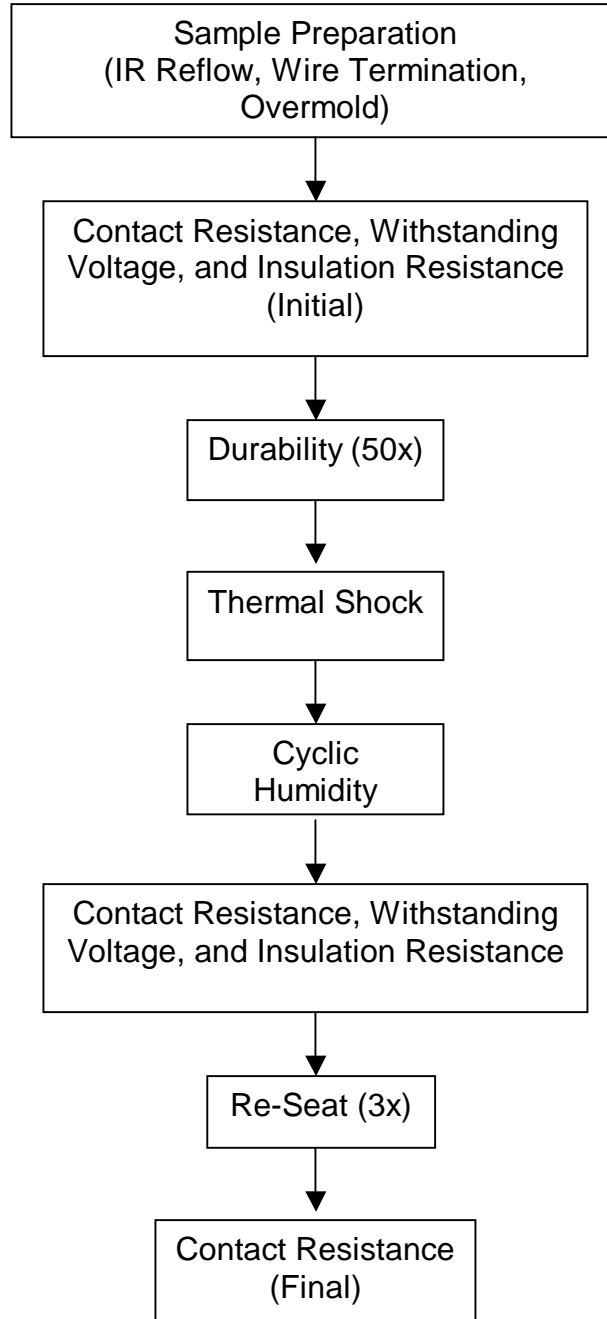 Sample Preparation
(IR Reflow, Wire Termination,
Overmold)
Contact Resistance, Withstanding
Voltage, and Insulation Resistance
(Initial)
Durability (50x)
Thermal Shock
Cyclic
Humidity
Contact Resistance, Withstanding
Voltage, and Insulation Resistance
Re-Seat (3x)
Contact Resistance
(Final)